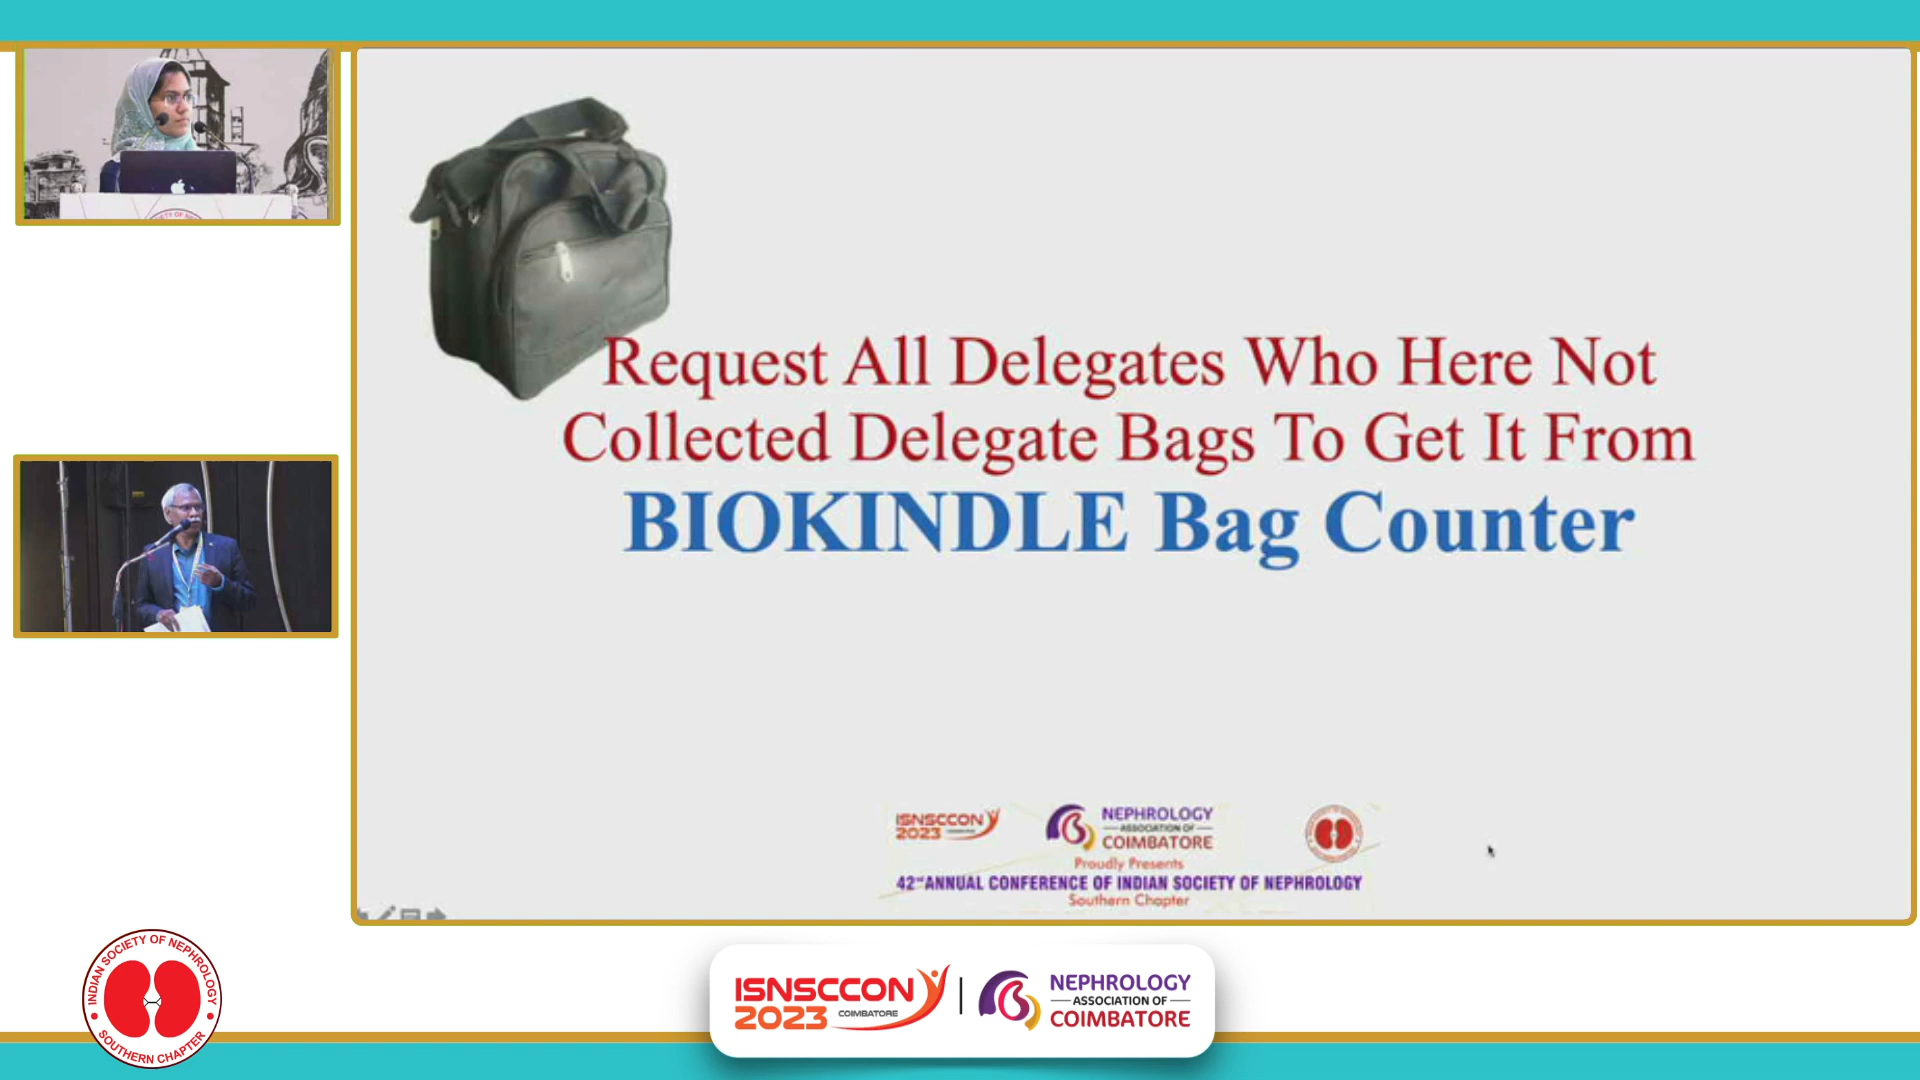 Request All Delegates Who Here Not
Collected Delegate Bags To Get It From
BIOKINDLE Bag Counter
ISNSCCON
2023
NEPHROLOGY
ASSOCIATION OF
COIMBATORE
Proudly Presents
42nd ANNUAL CONFERENCE OF INDIAN SOCIETY OF NEPHROLOGY
Southern Chapter
INDIAN SOCIETY OF NEPHROLOGY
SOUTHERN CHAPTER
ISNSCCON
2023 COIMBATORE
NEPHROLOGY
ASSOCIATION OF
COIMBATORE